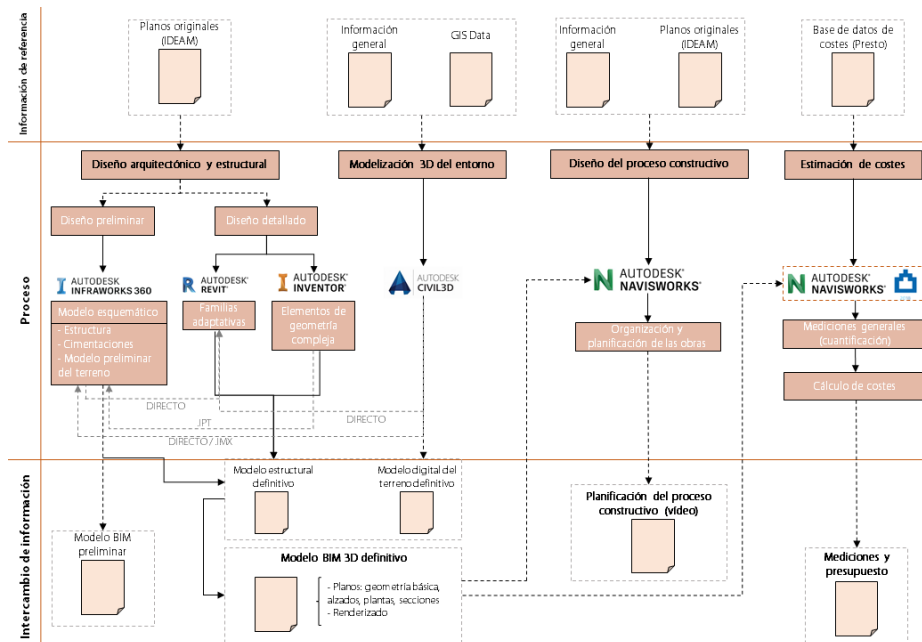 Información de referencia
Planos originales
(IDEAM)
Información
general
GIS Data
Información
general
Planos originales
(IDEAM)
Base de datos de
costes (Presto)
Proceso
Diseño arquitectónico y estructural
Modelización 3D del entorno
Diseño del proceso constructivo
Estimación de costes
Diseño preliminar
Diseño detallado
AUTODESK
INFRAWORKS 360
AUTODESK®
REVIT®
AUTODESK®
INVENTOR®
AUTODESK
CIVIL3D
AUTODESK®
NAVISWORKS®
AUTODESK®
NAVISWORKS®
Modelo esquemático
- Estructura
- Cimentaciones
- Modelo preliminar
del terreno
Familias
adaptativas
Elementos de
geometría
compleja
Organización y
planificación de las obras
Mediciones generales
(cuantificación)
Cálculo de costes
DIRECTO
DIRECTO
.IPT
DIRECTO / .IMX
Intercambio de información
Modelo estructural
definitivo
Modelo digital del
terreno definitivo
Planificación del proceso
constructivo (vídeo)
Modelo BIM
preliminar
Modelo BIM 3D definitivo
- Planos: geometría básica,
alzados, plantas, secciones
- Renderizado
Mediciones y
presupuesto